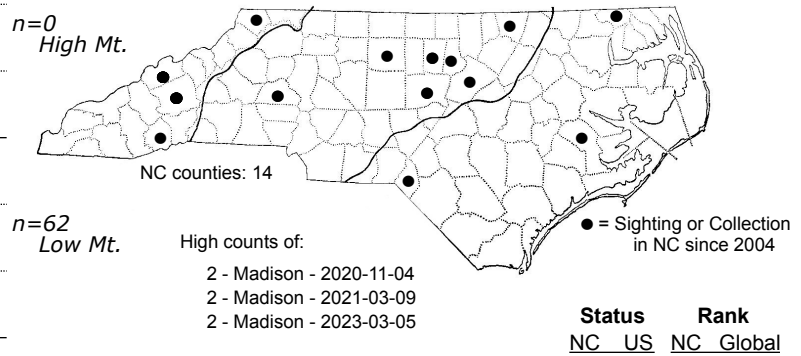 n=0
High Mt.
NC counties: 14
n=62
Low Mt.
High counts of:
2 - Madison - 2020-11-04
2 - Madison - 2021-03-09
2 - Madison - 2023-03-05
● = Sighting or Collection
in NC since 2004
Status Rank
NC US NC Global